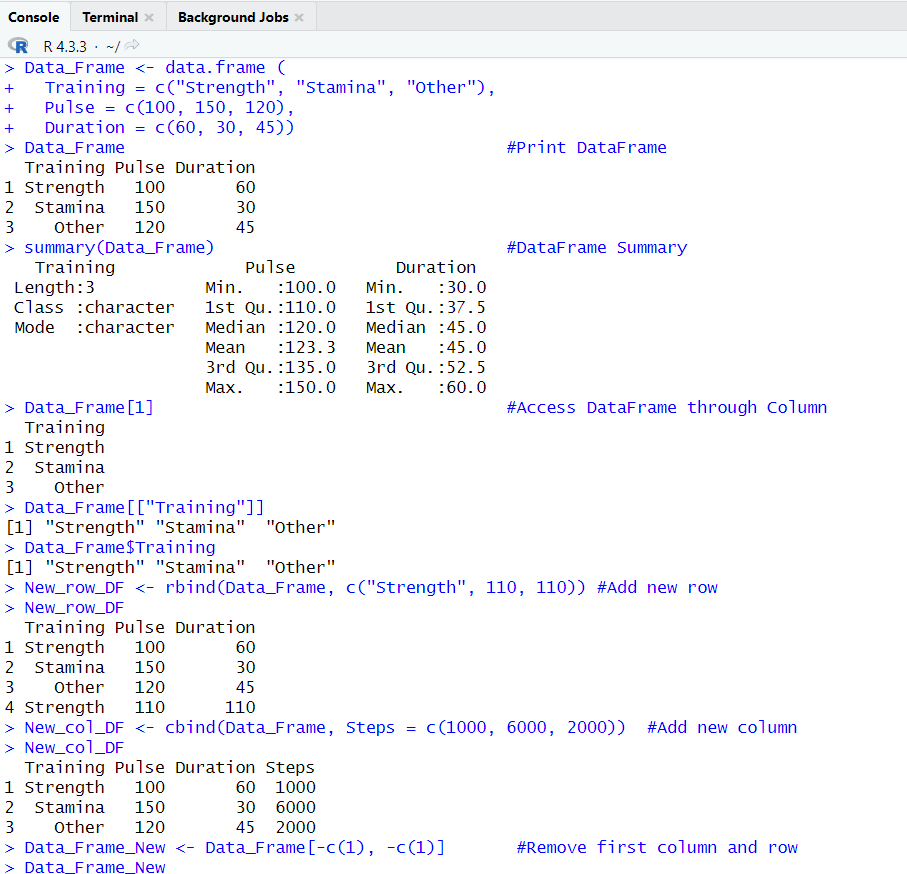 Console Terminal Background Jobs
R R 4.3.3 · ~/
> Data_Frame <- data.frame (
+   Training = c("Strength", "Stamina", "Other"),
+   Pulse = c(100, 150, 120),
+   Duration = c(60, 30, 45))
> Data_Frame                                      #Print DataFrame
  Training Pulse Duration
1 Strength   100       60
2  Stamina   150       30
3    Other   120       45
> summary(Data_Frame)                             #DataFrame Summary
   Training             Pulse          Duration   
 Length:3           Min.   :100.0   Min.   :30.0  
 Class :character   1st Qu.:110.0   1st Qu.:37.5  
 Mode  :character   Median :120.0   Median :45.0  
                    Mean   :123.3   Mean   :45.0  
                    3rd Qu.:135.0   3rd Qu.:52.5  
                    Max.   :150.0   Max.   :60.0  
> Data_Frame[1]                                   #Access DataFrame through Column
  Training
1 Strength
2  Stamina
3    Other
> Data_Frame[["Training"]]
[1] "Strength" "Stamina"  "Other"
> Data_Frame$Training
[1] "Strength" "Stamina"  "Other"
> New_row_DF <- rbind(Data_Frame, c("Strength", 110, 110)) #Add new row
> New_row_DF
  Training Pulse Duration
1 Strength   100       60
2  Stamina   150       30
3    Other   120       45
4 Strength   110      110
> New_col_DF <- cbind(Data_Frame, Steps = c(1000, 6000, 2000))  #Add new column
> New_col_DF
  Training Pulse Duration Steps
1 Strength   100       60  1000
2  Stamina   150       30  6000
3    Other   120       45  2000
> Data_Frame_New <- Data_Frame[-c(1), -c(1)]       #Remove first column and row
> Data_Frame_New